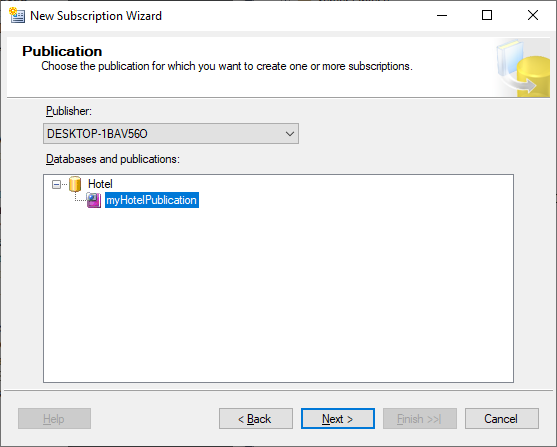 New Subscription Wizard
Publication
Choose the publication for which you want to create one or more subscriptions.
Publisher:
DESKTOP-1BAV56O
Databases and publications:
Hotel
myHotelPublication
Help
< Back
Next >
Finish >>|
Cancel